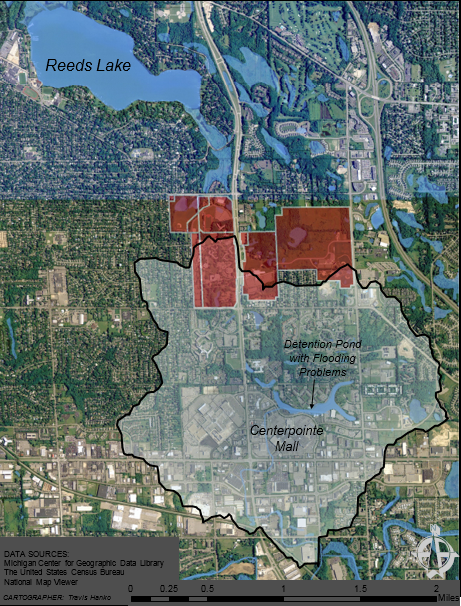 Reeds Lake
Detention Pond
with Flooding
Problems
Centerpointe
Mall
DATA SOURCES:
Michigan Center for Geographic Data Library
The United States Census Bureau
National Map Viewer
CARTOGRAPHER: Travis Hanko
0 0.25 0.5 1 1.5 2
Miles